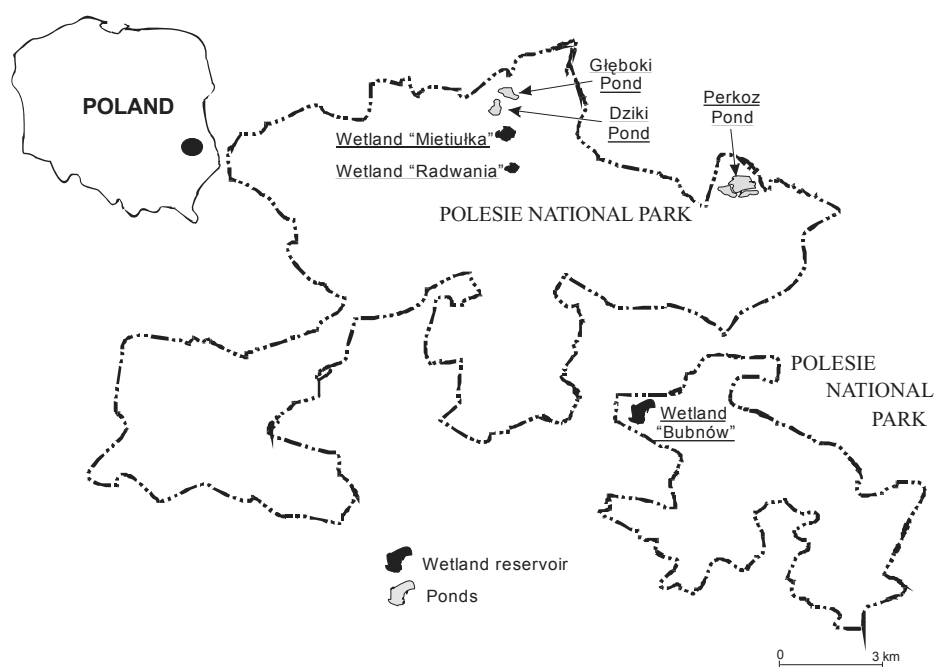 POLAND
Głęboki
Pond
Dziki
Pond
Perkoz
Pond
Wetland “Mietiułka”
Wetland “Radwania”
POLESIE NATIONAL PARK
POLESIE
NATIONAL
PARK
Wetland
“Bubnów”
Wetland reservoir
Ponds
0 3 km